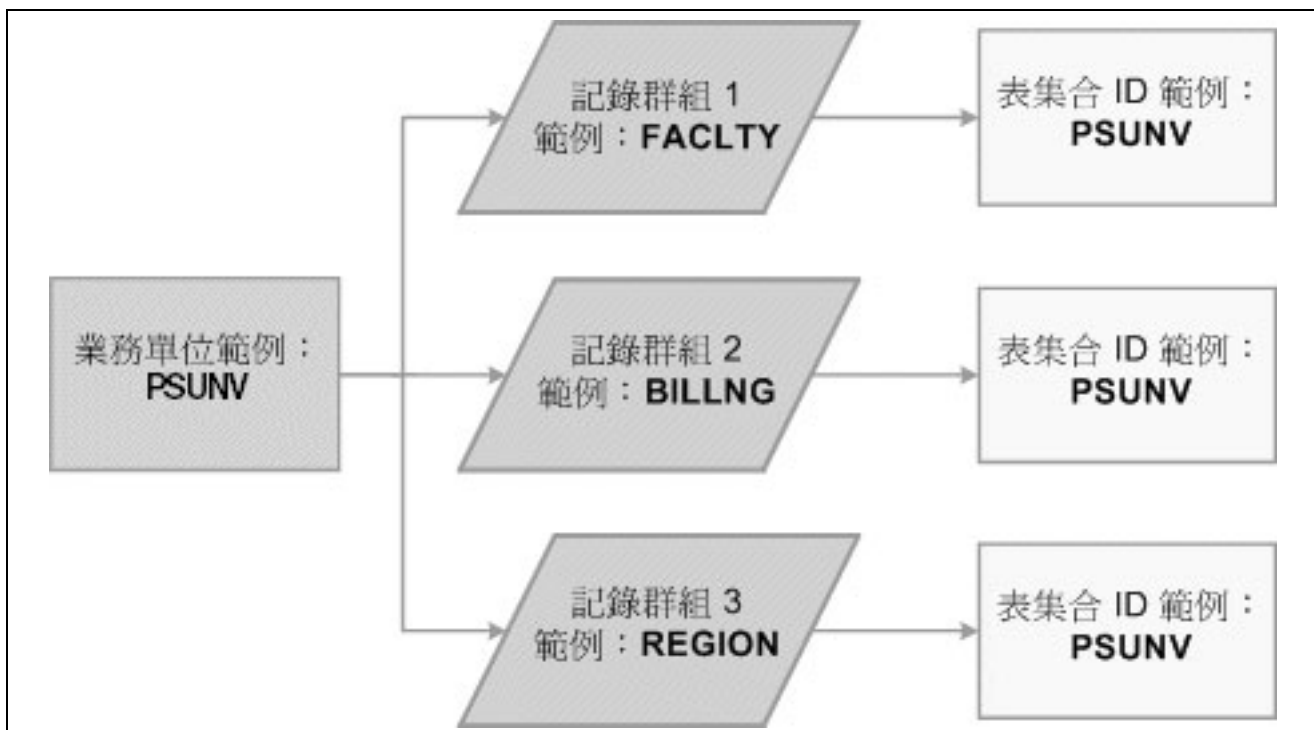 業務單位範例：
PSUNV
記錄群組 1
範例：FACLTY
表集合 ID 範例：
PSUNV
記錄群組 2
範例：BILLNG
表集合 ID 範例：
PSUNV
記錄群組 3
範例：REGION
表集合 ID 範例：
PSUNV